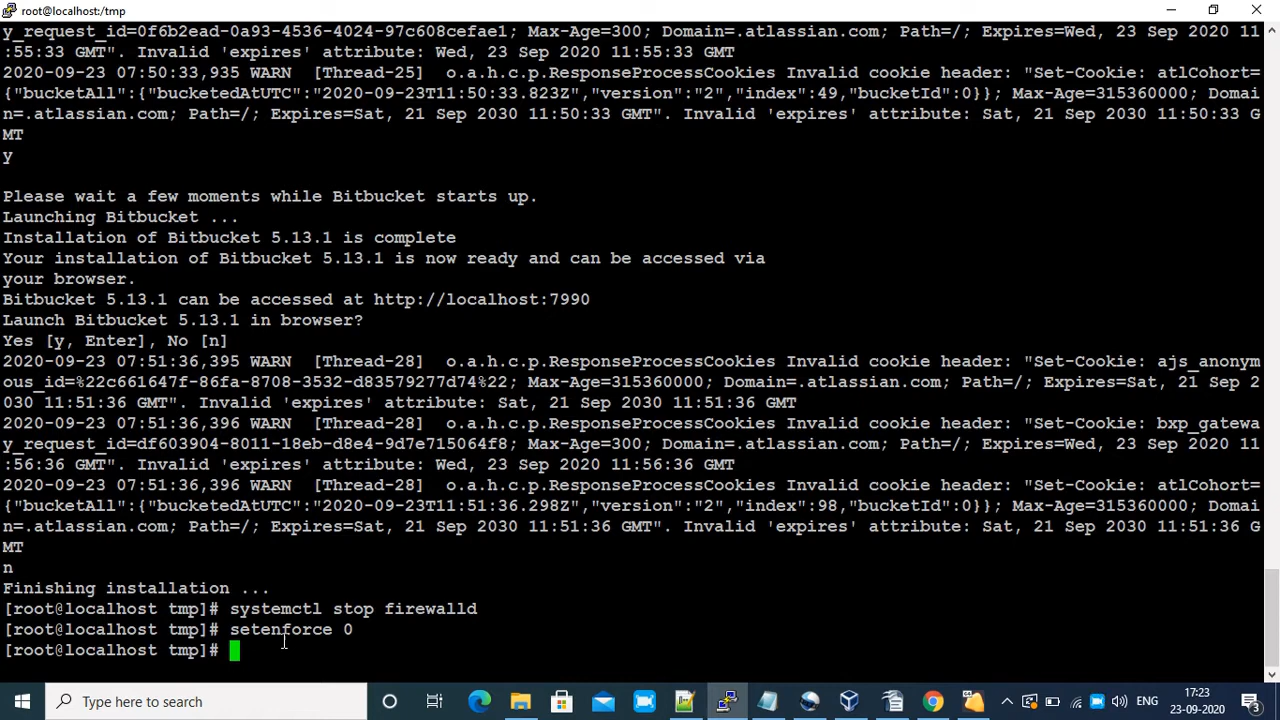 root@localhost:/tmp
y_request_id=0f6b2ead-0a93-4536-4024-97c608cefae1; Max-Age=300; Domain=.atlassian.com; Path=/; Expires=Wed, 23 Sep 2020 11
:55:33 GMT". Invalid 'expires' attribute: Wed, 23 Sep 2020 11:55:33 GMT
2020-09-23 07:50:33,935 WARN  [Thread-25]  o.a.h.c.p.ResponseProcessCookies Invalid cookie header: "Set-Cookie: atlCohort=
{"bucketAll":{"bucketedAtUTC":"2020-09-23T11:50:33.823Z","version":"2","index":49,"bucketId":0}}; Max-Age=315360000; Domai
n=.atlassian.com; Path=/; Expires=Sat, 21 Sep 2030 11:50:33 GMT". Invalid 'expires' attribute: Sat, 21 Sep 2030 11:50:33 G
MT
y
Please wait a few moments while Bitbucket starts up.
Launching Bitbucket ...
Installation of Bitbucket 5.13.1 is complete
Your installation of Bitbucket 5.13.1 is now ready and can be accessed via
your browser.
Bitbucket 5.13.1 can be accessed at http://localhost:7990
Launch Bitbucket 5.13.1 in browser?
Yes [y, Enter], No [n]
2020-09-23 07:51:36,395 WARN  [Thread-28]  o.a.h.c.p.ResponseProcessCookies Invalid cookie header: "Set-Cookie: ajs_anonym
ous_id=%22c661647f-86fa-8708-3532-d83579277d74%22; Max-Age=315360000; Domain=.atlassian.com; Path=/; Expires=Sat, 21 Sep 2
030 11:51:36 GMT". Invalid 'expires' attribute: Sat, 21 Sep 2030 11:51:36 GMT
2020-09-23 07:51:36,396 WARN  [Thread-28]  o.a.h.c.p.ResponseProcessCookies Invalid cookie header: "Set-Cookie: bxp_gatewa
y_request_id=df603904-8011-18eb-d8e4-9d7e715064f8; Max-Age=300; Domain=.atlassian.com; Path=/; Expires=Wed, 23 Sep 2020 11
:56:36 GMT". Invalid 'expires' attribute: Wed, 23 Sep 2020 11:56:36 GMT
2020-09-23 07:51:36,396 WARN  [Thread-28]  o.a.h.c.p.ResponseProcessCookies Invalid cookie header: "Set-Cookie: atlCohort=
{"bucketAll":{"bucketedAtUTC":"2020-09-23T11:51:36.298Z","version":"2","index":98,"bucketId":0}}; Max-Age=315360000; Domai
n=.atlassian.com; Path=/; Expires=Sat, 21 Sep 2030 11:51:36 GMT". Invalid 'expires' attribute: Sat, 21 Sep 2030 11:51:36 G
MT
n
Finishing installation ...
[root@localhost tmp]# systemctl stop firewalld
[root@localhost tmp]# setenforce 0
[root@localhost tmp]#
Type here to search
ENG
17:23
23-09-2020
3